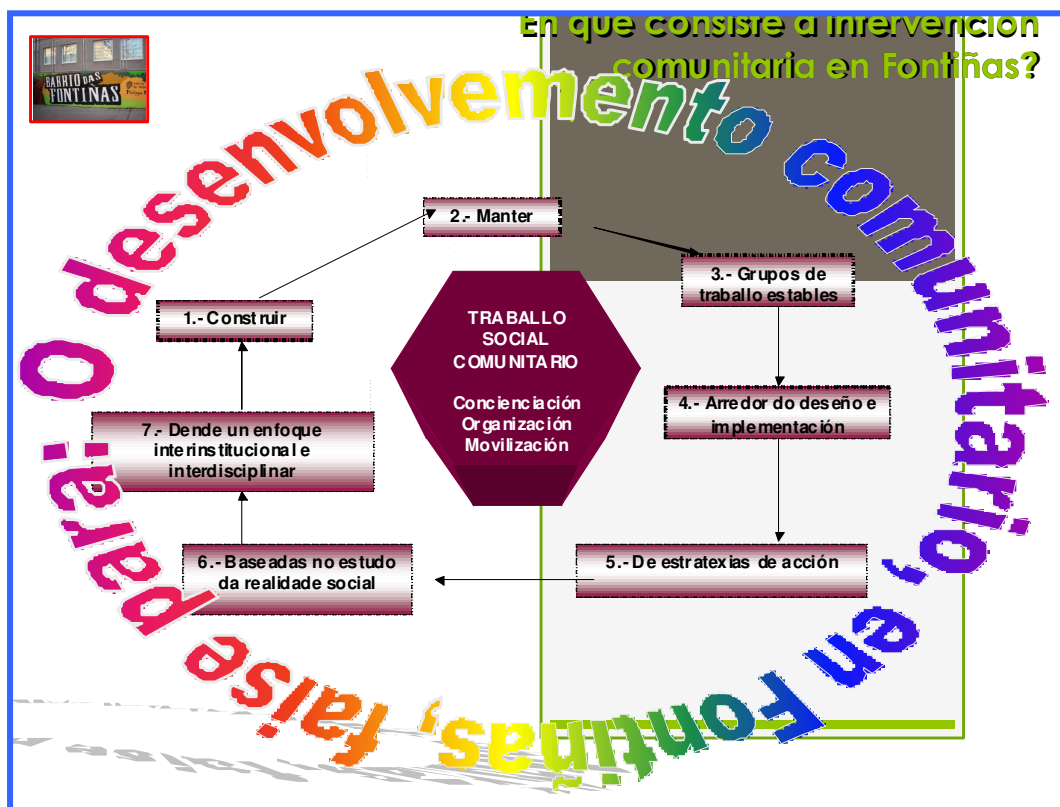 En que consiste a intervención
comunitaria en Fontiñas?
BARRIO DAS
FONTIÑAS
O desenvolvemento comunitario, en Fontiñas, faise para:
2.- Manter
3.- Grupos de
traballo estables
1.- Construir
TRABALLO
SOCIAL
COMUNITARIO
Concienciación
Organización
Movilización
4.- Arredor do deseño e
implementación
7.- Dende un enfoque
interinstitucional e
interdisciplinar
5.- De estratexias de acción
6.- Baseadas no estudo
da realidade social